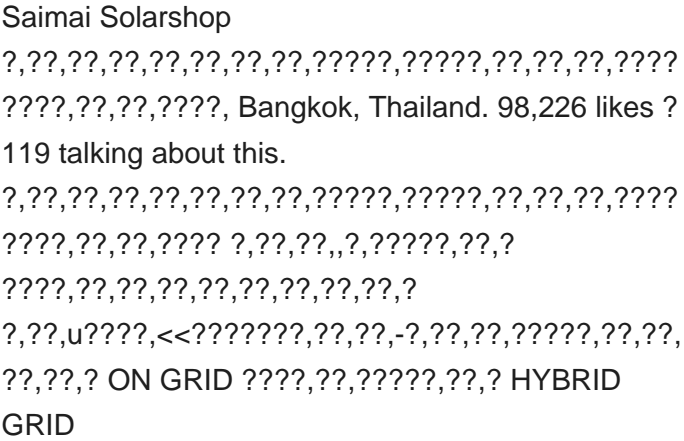 Saimai Solarshop
?,??,??,??,??,??,??,??,?????,?????,??,??,??,????
????,??,??,????, Bangkok, Thailand. 98,226 likes ?
119 talking about this.
?,??,??,??,??,??,??,??,?????,?????,??,??,??,????
????,??,??,???? ?,??,??,,?,?????,??,?
????,??,??,??,??,??,??,??,??,?
?,??,u????,<<???????,??,??,-?,??,??,?????,??,??,
??,??,? ON GRID ????,??,?????,??,? HYBRID
GRID